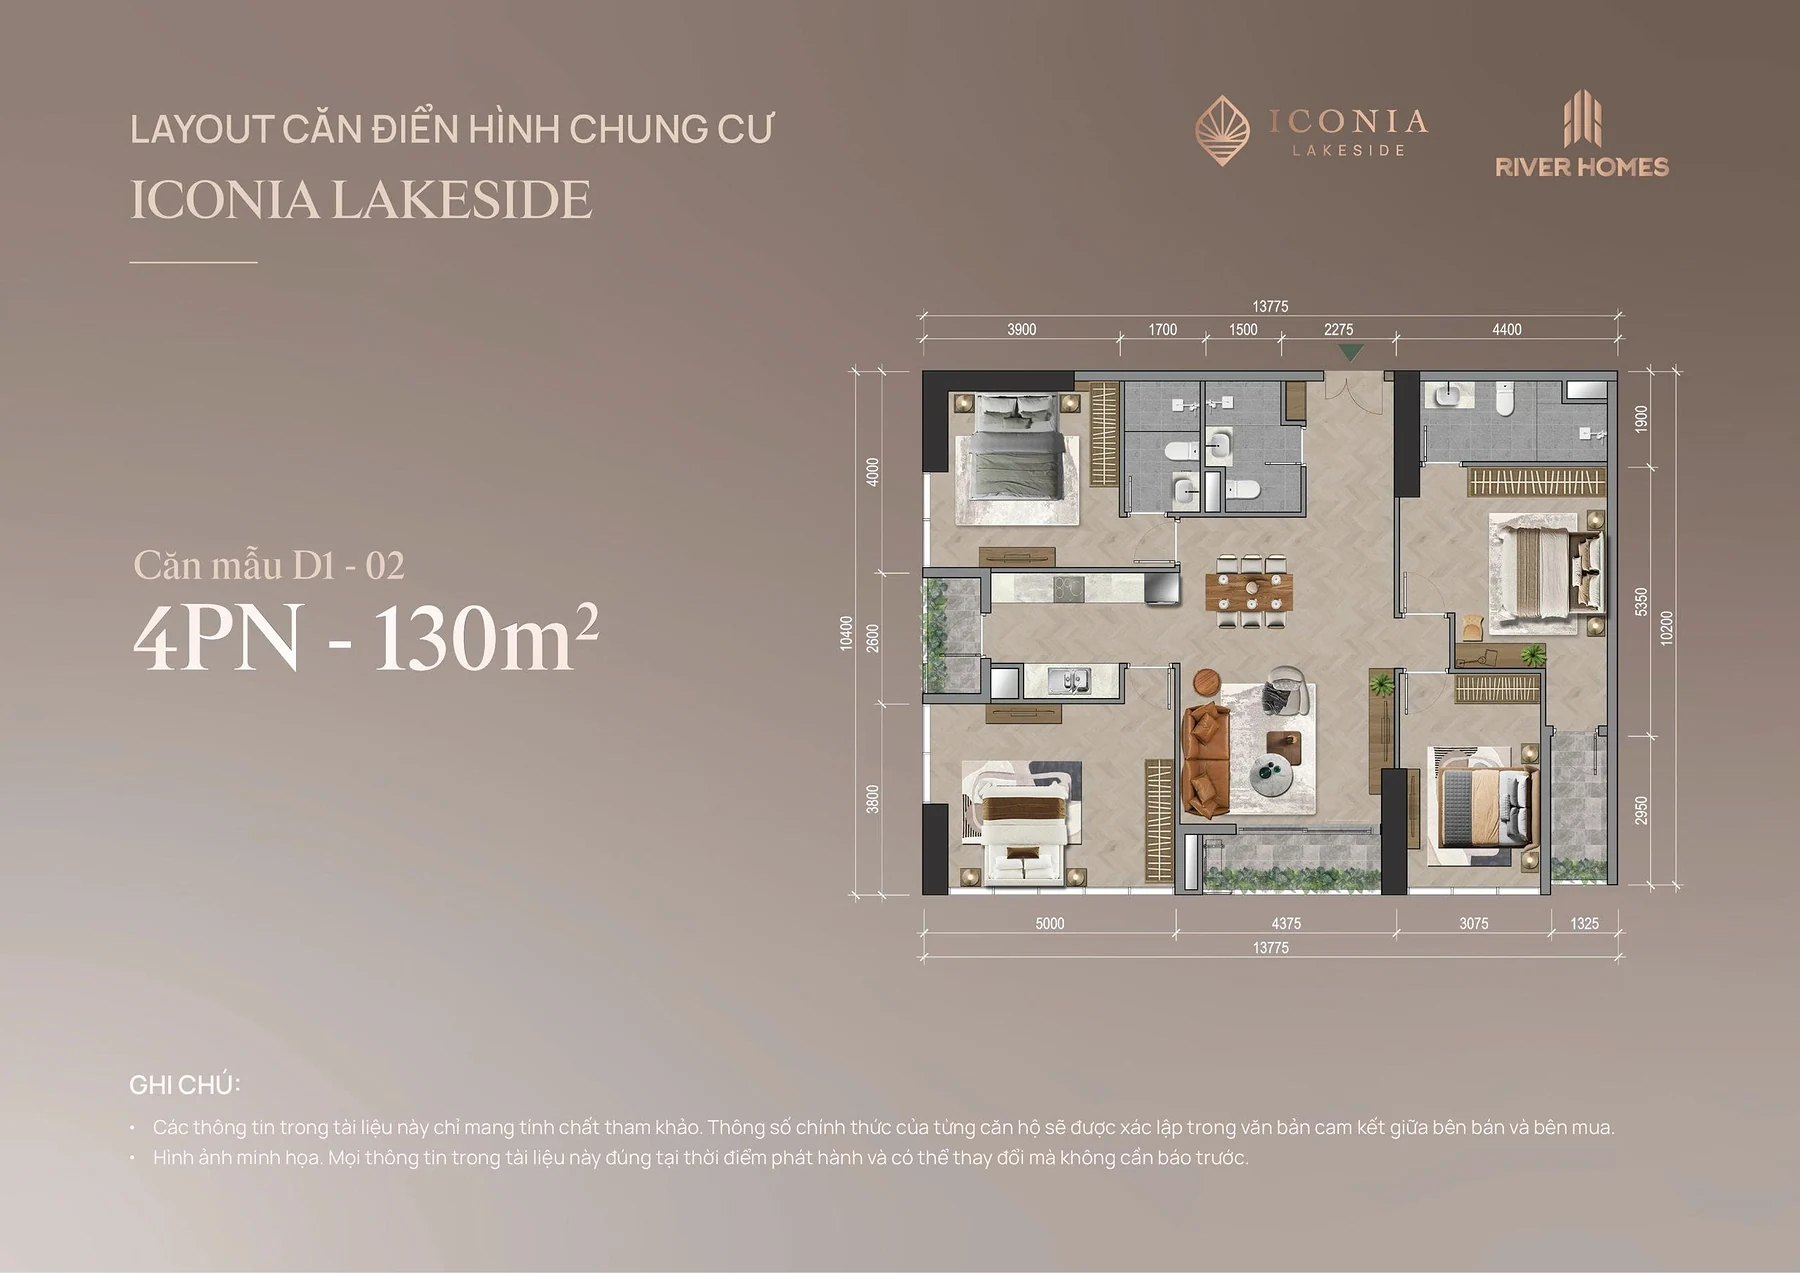 LAYOUT CĂN ĐIỂN HÌNH CHUNG CƯ
ICONIA LAKESIDE
ICONIA
LAKESIDE
RIVER HOMES
Căn mẫu D1 - 02
4PN - 130m²
13775
3900 1700 1500 2275 4400
4000
2600
3800
10400
1900
5350
2950
10200
5000 4375 3075 1325
13775
GHI CHÚ:
• Các thông tin trong tài liệu này chỉ mang tính chất tham khảo. Thông số chính thức của từng căn hộ sẽ được xác lập trong văn bản cam kết giữa bên bán và bên mua.
• Hình ảnh minh họa. Mọi thông tin trong tài liệu này đúng tại thời điểm phát hành và có thể thay đổi mà không cần báo trước.